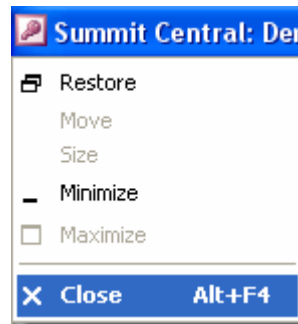 Summit Central: Der
Restore
Move
Size
Minimize
Maximize
Close Alt+F4